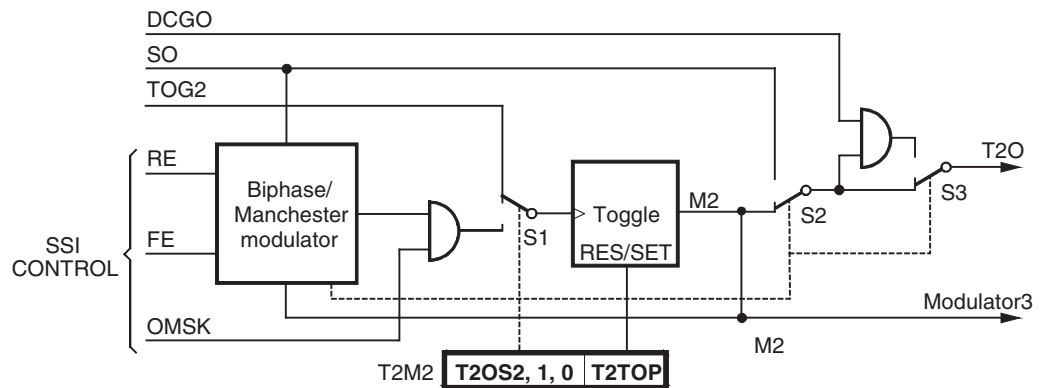 DCGO
SO
TOG2
RE
Biphase/
Manchester
modulator
FE
SSI
CONTROL
OMSK
S1
Toggle
RES/SET
M2
S2
S3
T2O
Modulator3
M2
T2M2
T2OS2, 1, 0
T2TOP